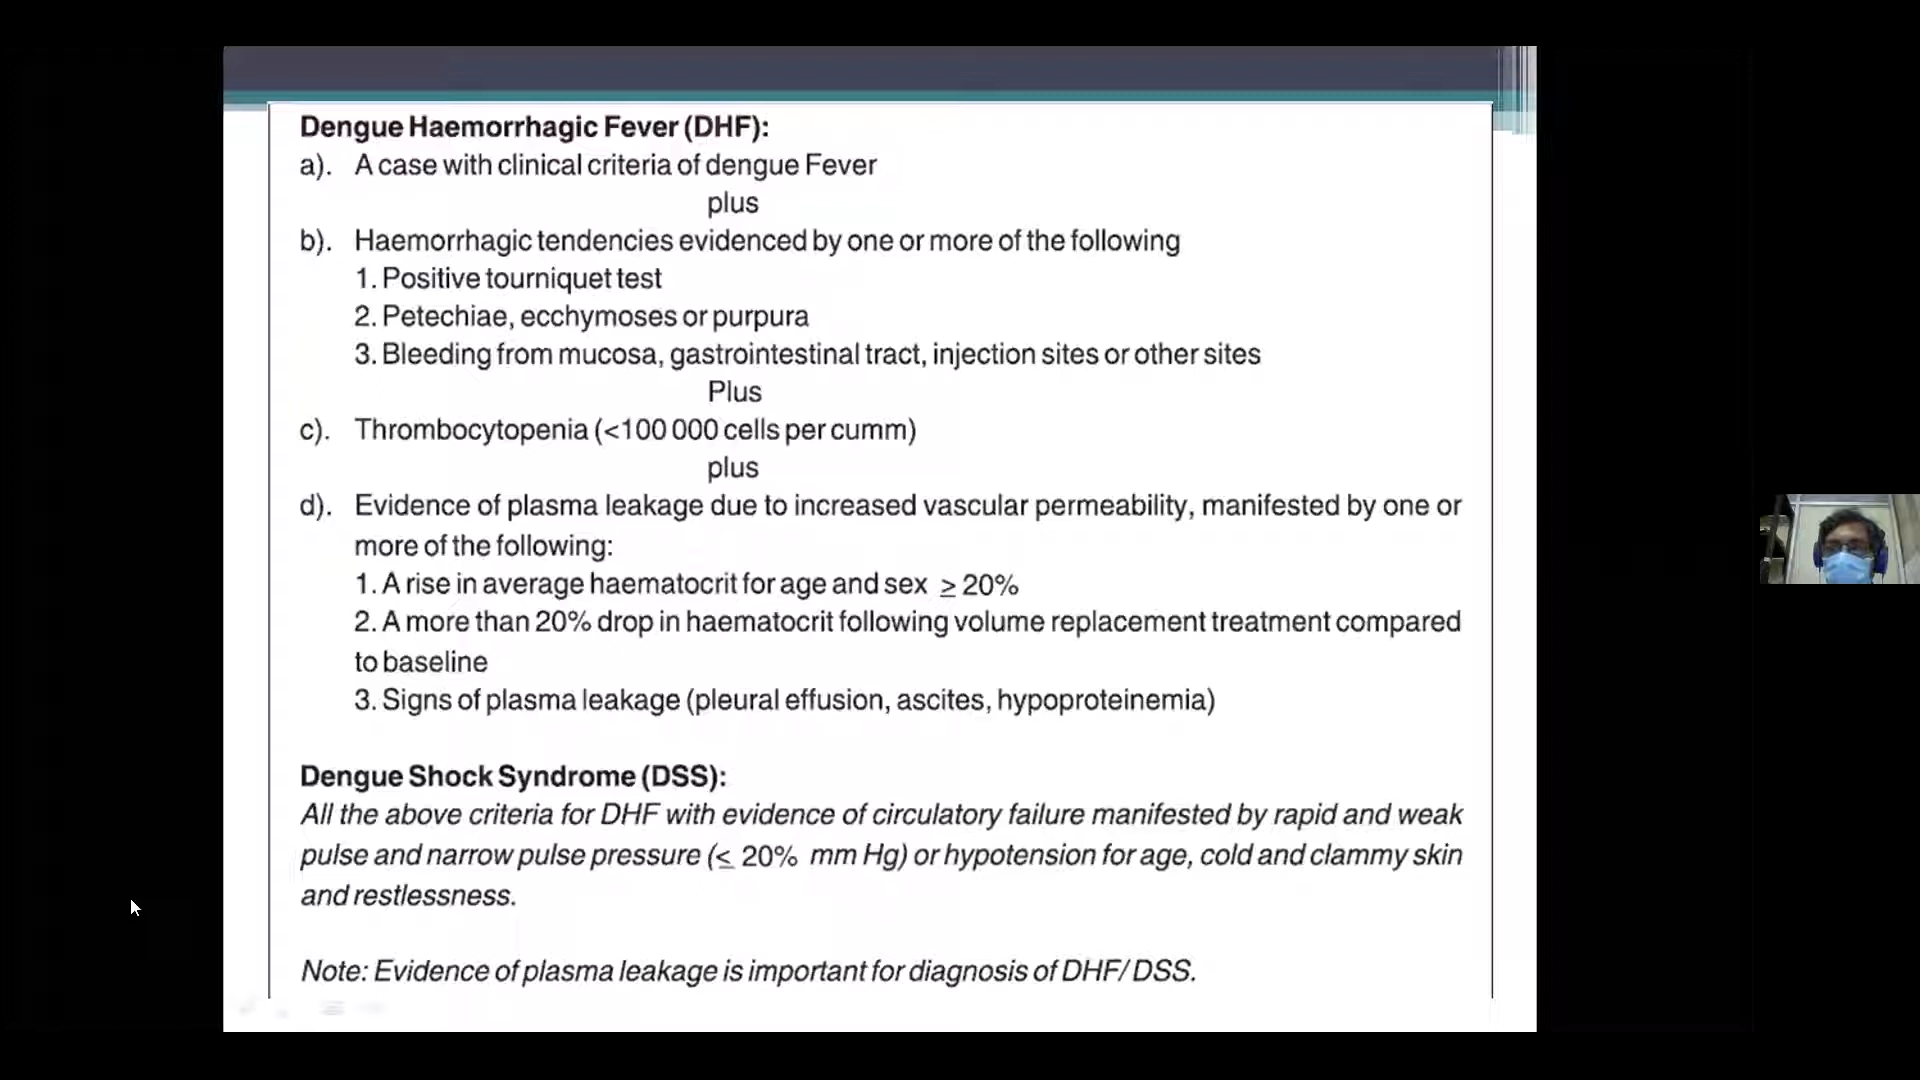 Dengue Haemorrhagic Fever (DHF):
a). A case with clinical criteria of dengue Fever
plus
b). Haemorrhagic tendencies evidenced by one or more of the following
1. Positive tourniquet test
2. Petechiae, ecchymoses or purpura
3. Bleeding from mucosa, gastrointestinal tract, injection sites or other sites
Plus
c). Thrombocytopenia (<100 000 cells per cumm)
plus
d). Evidence of plasma leakage due to increased vascular permeability, manifested by one or
more of the following:
1. A rise in average haematocrit for age and sex ≥ 20%
2. A more than 20% drop in haematocrit following volume replacement treatment compared
to baseline
3. Signs of plasma leakage (pleural effusion, ascites, hypoproteinemia)
Dengue Shock Syndrome (DSS):
All the above criteria for DHF with evidence of circulatory failure manifested by rapid and weak
pulse and narrow pulse pressure (≤ 20% mm Hg) or hypotension for age, cold and clammy skin
and restlessness.
Note: Evidence of plasma leakage is important for diagnosis of DHF/ DSS.